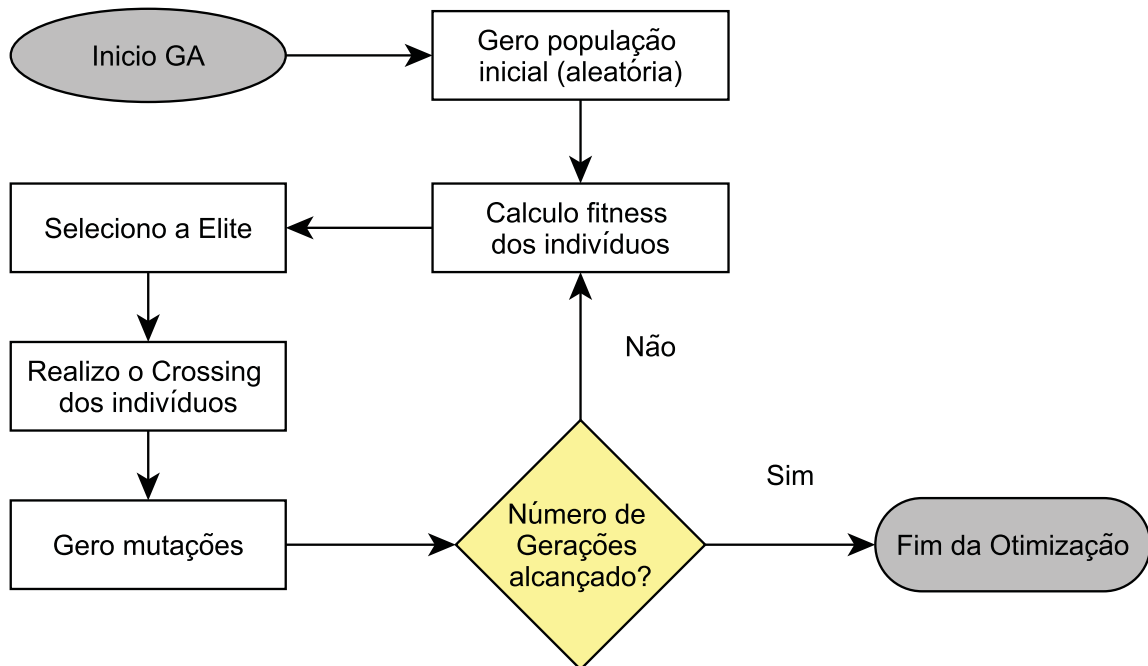 Inicio GA
Gero população
inicial (aleatória)
Calculo fitness
dos indivíduos
Seleciono a Elite
Realizo o Crossing
dos indivíduos
Gero mutações
Número de
Gerações
alcançado?
Não
Sim
Fim da Otimização